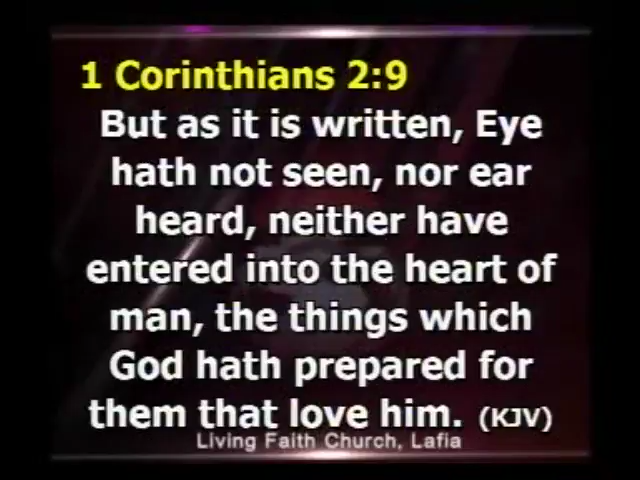 1 Corinthians 2:9
But as it is written, Eye
hath not seen, nor ear
heard, neither have
entered into the heart of
man, the things which
God hath prepared for
them that love him. (KJV)
Living Faith Church, Lafia